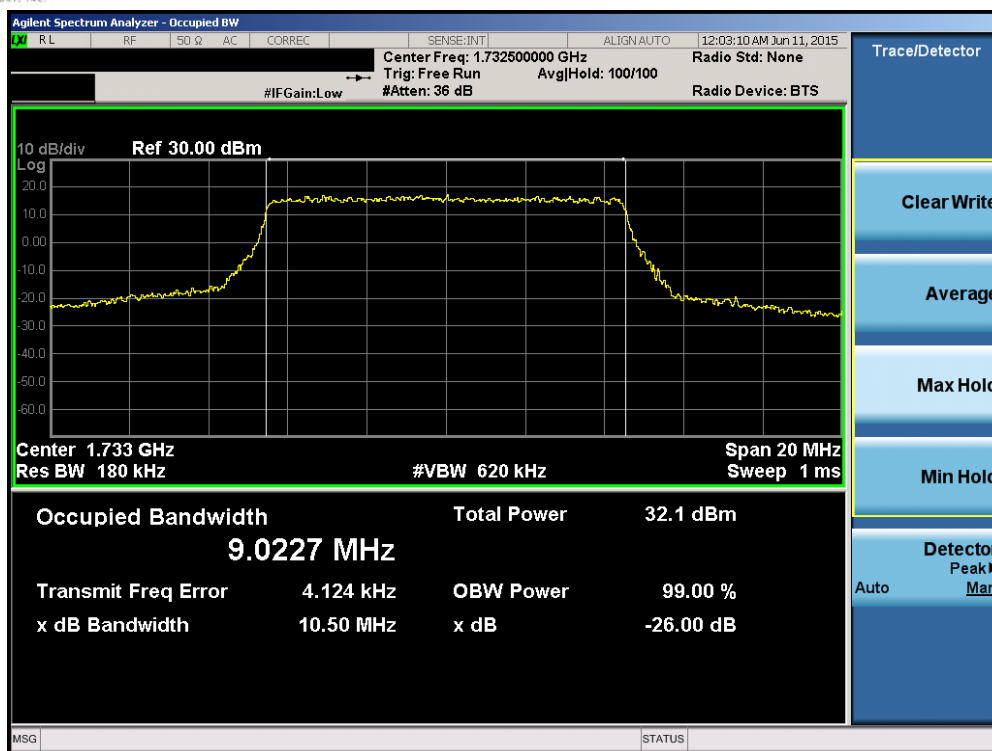 Agilent Spectrum Analyzer - Occupied BW
LXI RL RF 50 Ω AC CORREC SENSE:INT ALIGN AUTO 12:03:10 AM Jun 11, 2015
Center Freq: 1.732500000 GHz Radio Std: None
Trig: Free Run Avg|Hold: 100/100
#IFGain:Low #Atten: 36 dB Radio Device: BTS
Trace/Detector
10 dB/div Ref 30.00 dBm
Log
20.0
10.0
0.00
-10.0
-20.0
-30.0
-40.0
-50.0
-60.0
Center 1.733 GHz Span 20 MHz
Res BW 180 kHz #VBW 620 kHz Sweep 1 ms
Occupied Bandwidth Total Power 32.1 dBm
9.0227 MHz
Transmit Freq Error 4.124 kHz OBW Power 99.00 %
x dB Bandwidth 10.50 MHz x dB -26.00 dB
Clear Write
Average
Max Hold
Min Hold
Detector
Peak
Auto Man
MSG STATUS